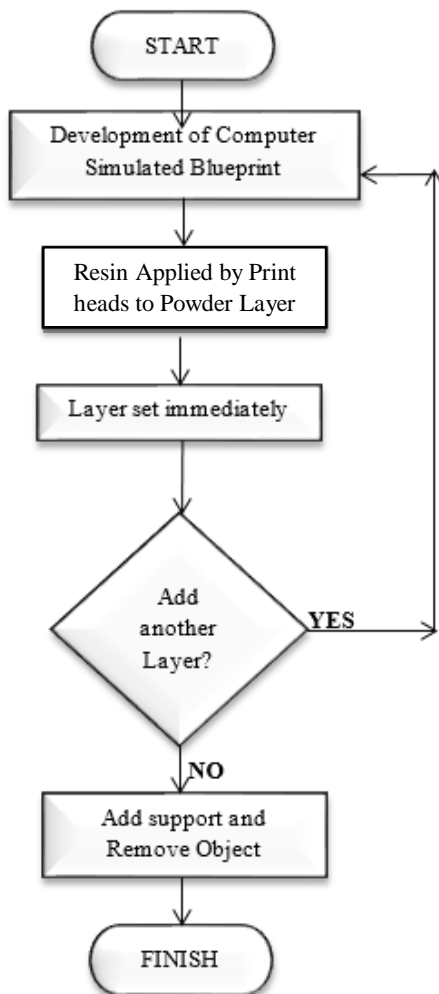 START
Development of Computer
Simulated Blueprint
Resin Applied by Print
heads to Powder Layer
Layer set immediately
Add
another
Layer?
YES
NO
Add support and
Remove Object
FINISH